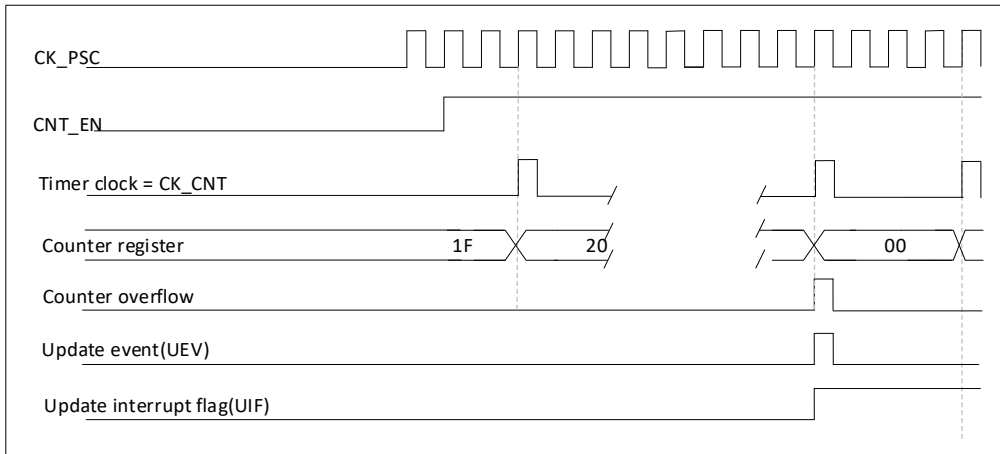 CK_PSC
CNT_EN
Timer clock = CK_CNT
Counter register 1F 20 00
Counter overflow
Update event(UEV)
Update interrupt flag(UIF)